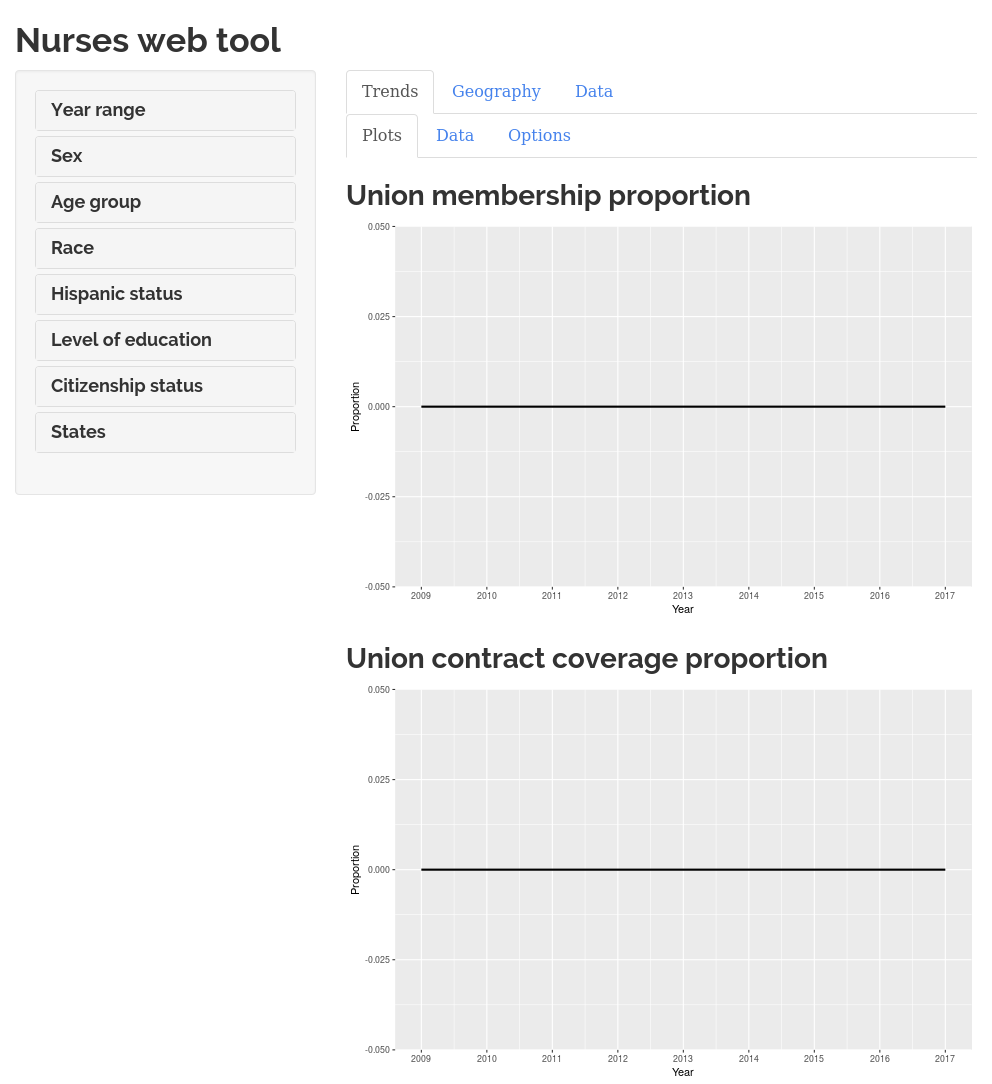 Nurses web tool
Year range
Sex
Age group
Race
Hispanic status
Level of education
Citizenship status
States
Trends Geography Data
Plots Data Options
Union membership proportion
0.050
0.025
0.000
-0.025
-0.050
Proportion
2009 2010 2011 2012 2013 2014 2015 2016 2017
Year
Union contract coverage proportion
0.050
0.025
0.000
-0.025
-0.050
Proportion
2009 2010 2011 2012 2013 2014 2015 2016 2017
Year